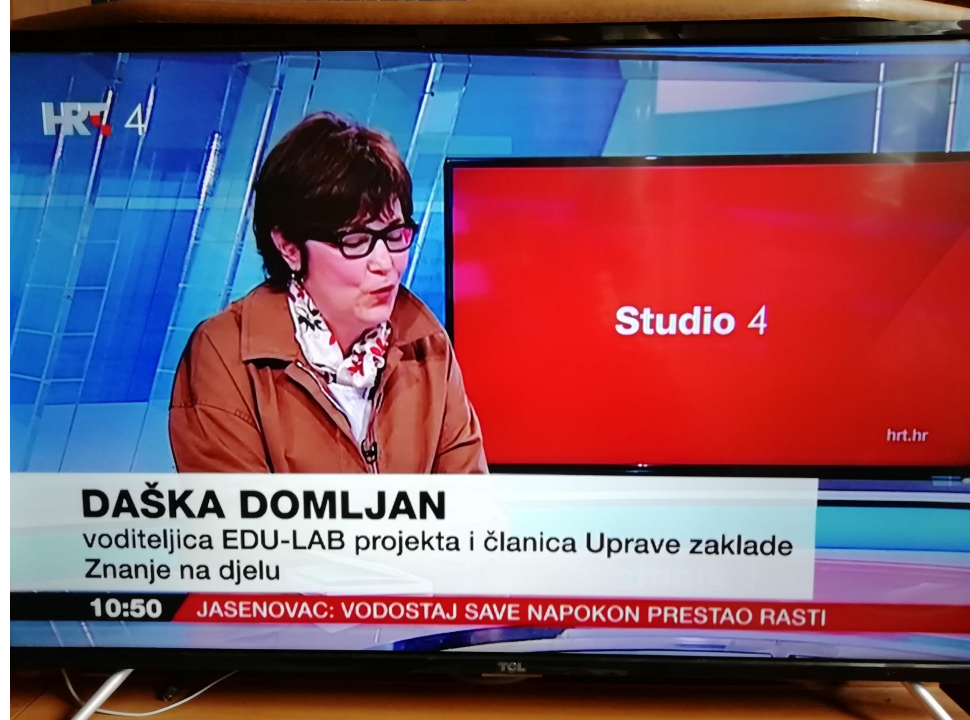 HRT 4
Studio 4
hrt.hr
DAŠKA DOMLJAN
voditeljica EDU-LAB projekta i članica Uprave zaklade
Znanje na djelu
10:50 JASENOVAC: VODOSTAJ SAVE NAPOKON PRESTAO RASTI
TCL